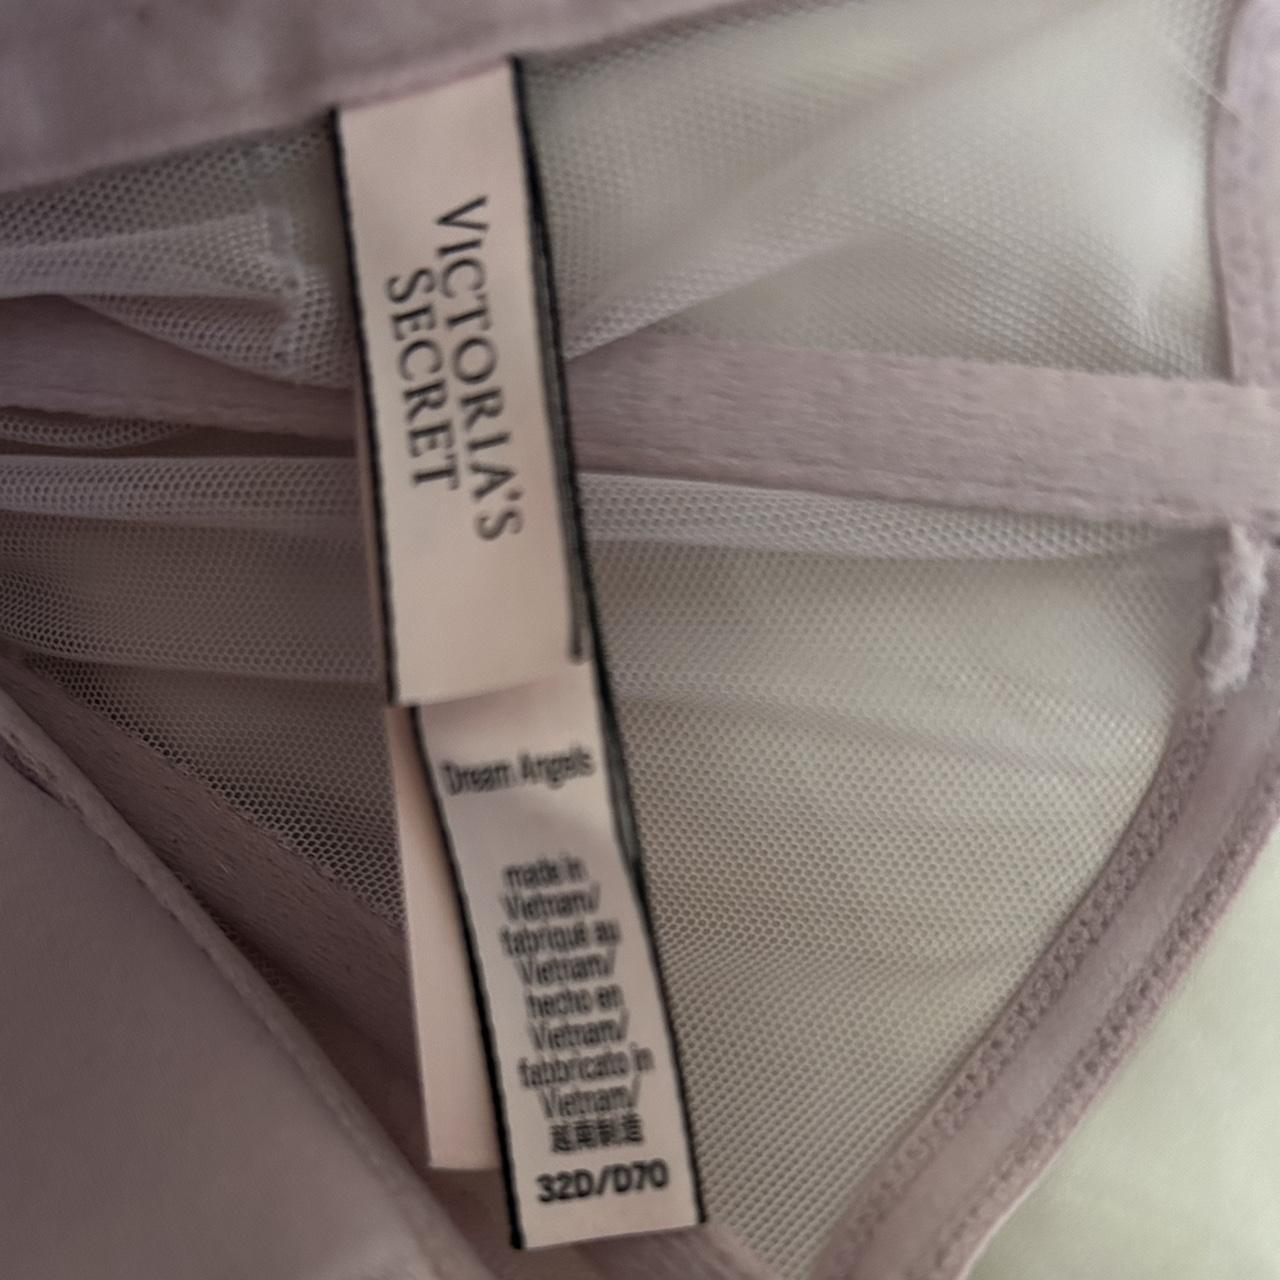 VICTORIA'S
SECRET
Dream Angels
made in
Vietnam/
fabriqué au
Vietnam/
hecho en
Vietnam/
fabbricato in
Vietnam/
越南制造
32D/D70